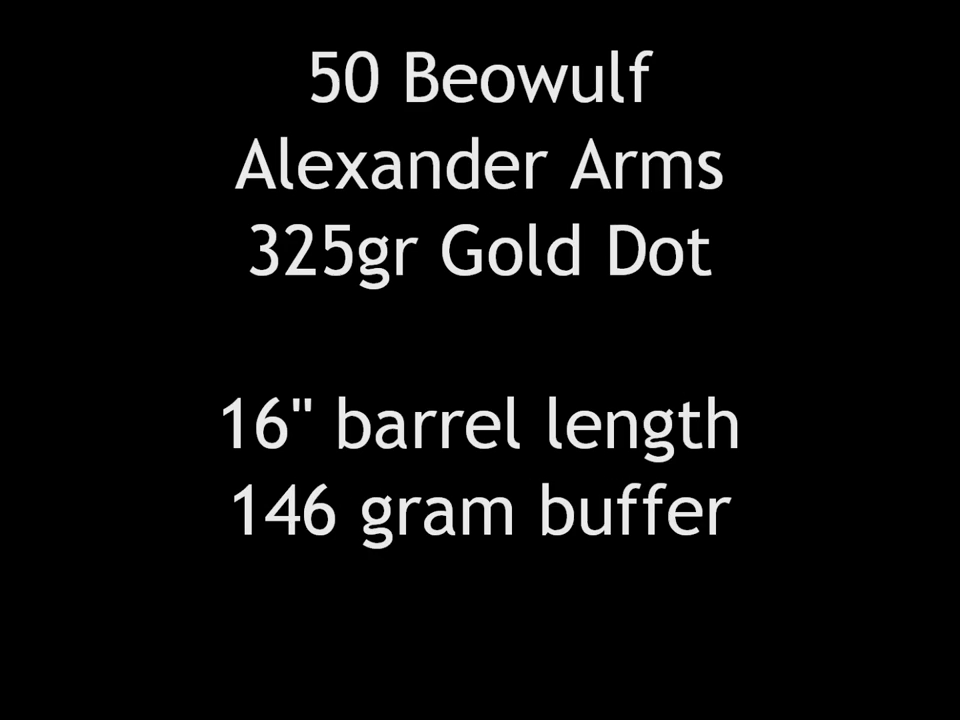 50 Beowulf
Alexander Arms
325gr Gold Dot
16" barrel length
146 gram buffer